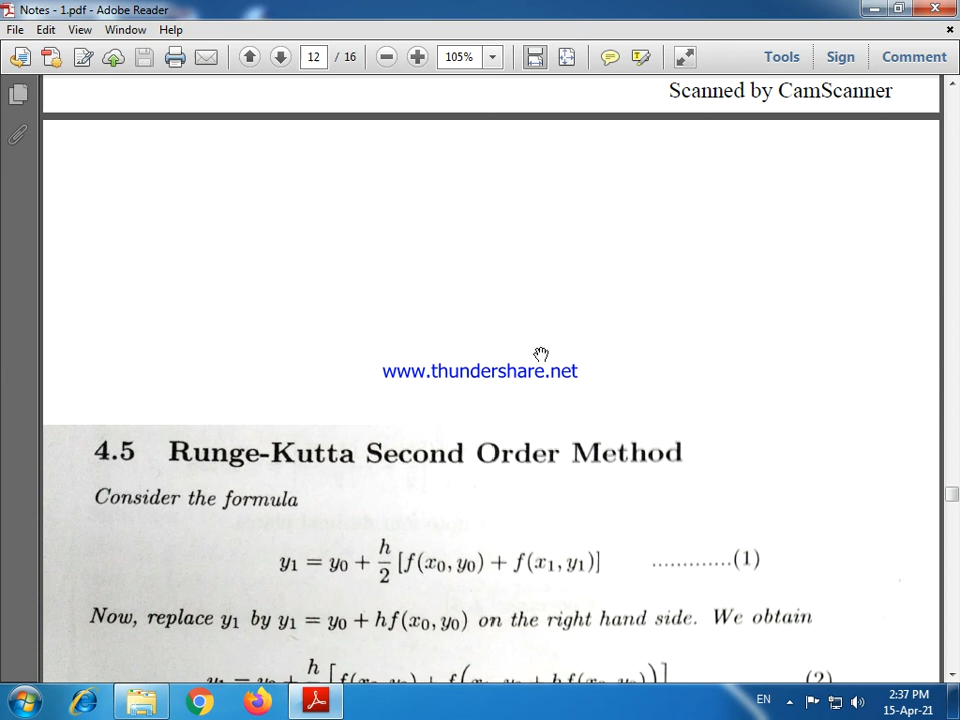 Notes - 1.pdf - Adobe Reader
File Edit View Window Help
12 / 16 105% Tools Sign Comment
Scanned by CamScanner
www.thundershare.net
4.5 Runge-Kutta Second Order Method
Consider the formula
y₁ = y₀ + h/2 [f(x₀, y₀) + f(x₁, y₁)] .............(1)
Now, replace y₁ by y₁ = y₀ + hf(x₀, y₀) on the right hand side. We obtain
EN
2:37 PM
15-Apr-21